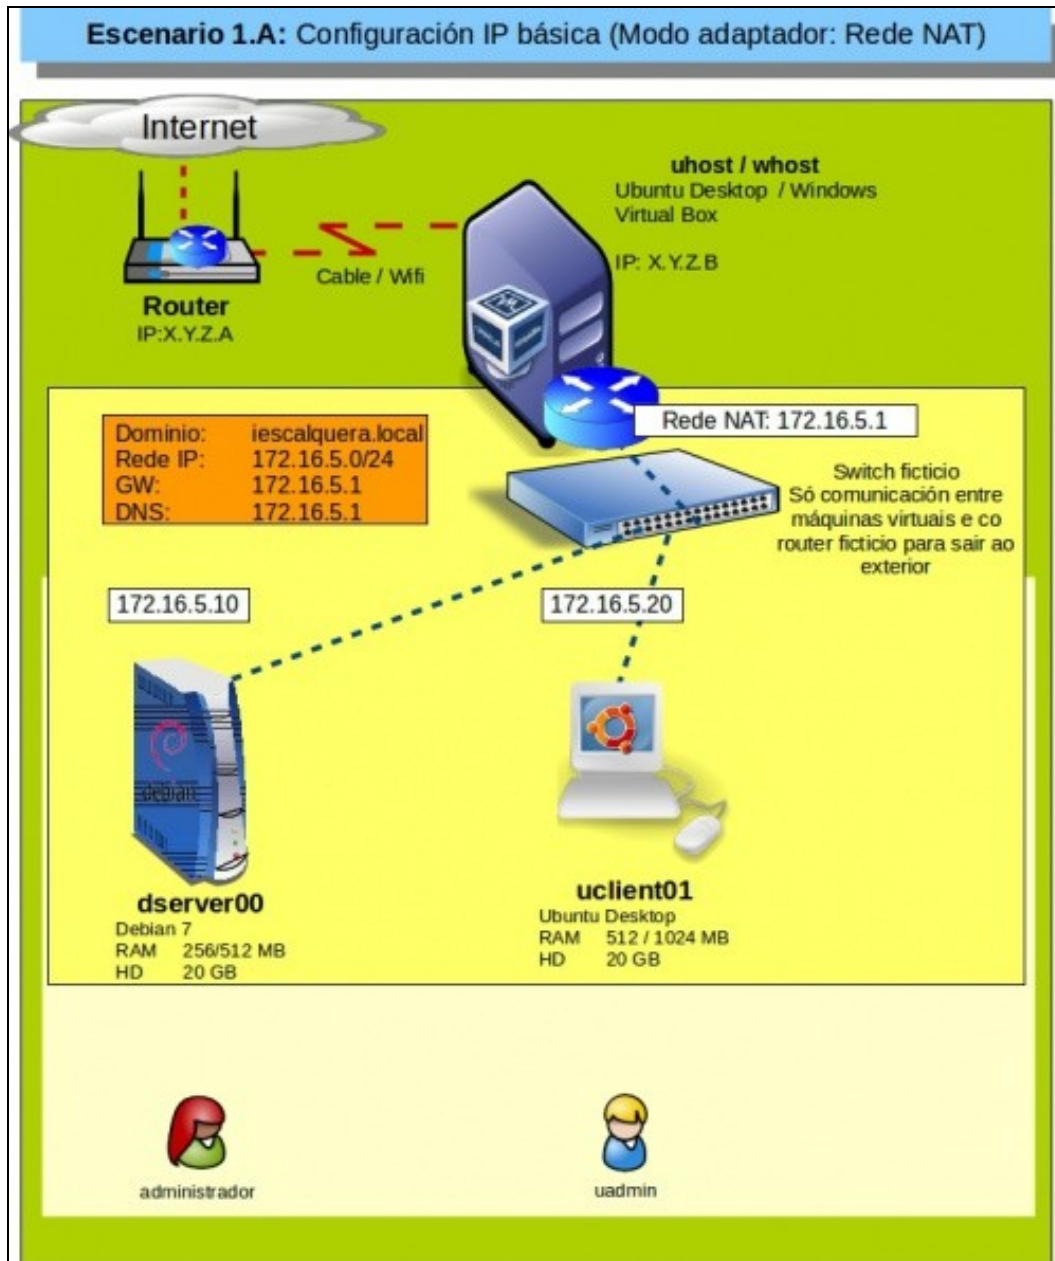 Escenario 1.A: Configuración IP básica (Modo adaptador: Rede NAT)
Internet
uhost / whost
Ubuntu Desktop / Windows
Virtual Box
IP: X.Y.Z.B
Cable / Wifi
Router
IP:X.Y.Z.A
Rede NAT: 172.16.5.1
Dominio: iescalquera.local
Rede IP: 172.16.5.0/24
GW: 172.16.5.1
DNS: 172.16.5.1
Switch ficticio
Só comunicación entre
máquinas virtuais e co
router ficticio para sair ao
exterior
172.16.5.10
172.16.5.20
debian
dserver00
Debian 7
RAM 256/512 MB
HD 20 GB
uclient01
Ubuntu Desktop
RAM 512 / 1024 MB
HD 20 GB
administrador
uadmin